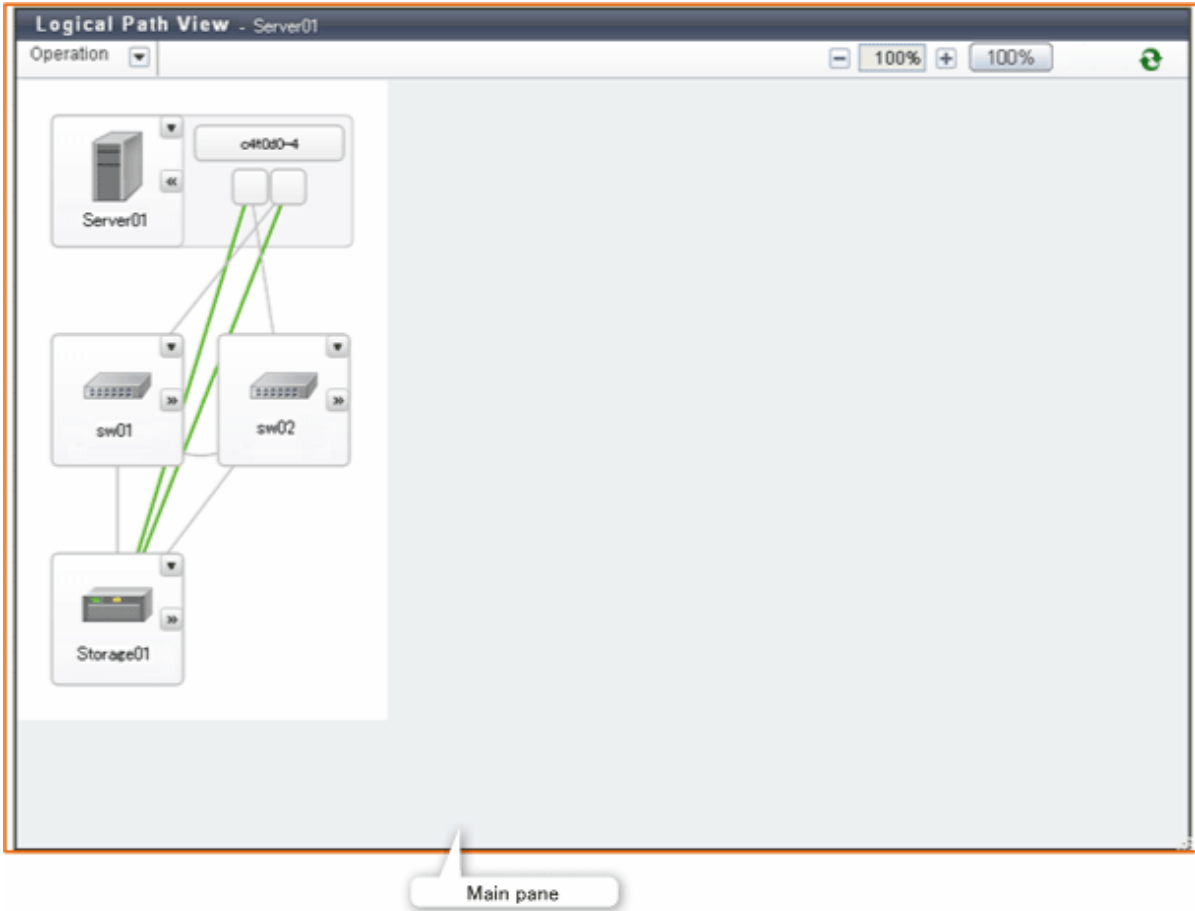 Logical Path View - Server01
Operation
100%
100%
c4t0d0-4
Server01
sw01
sw02
Storage01
Main pane